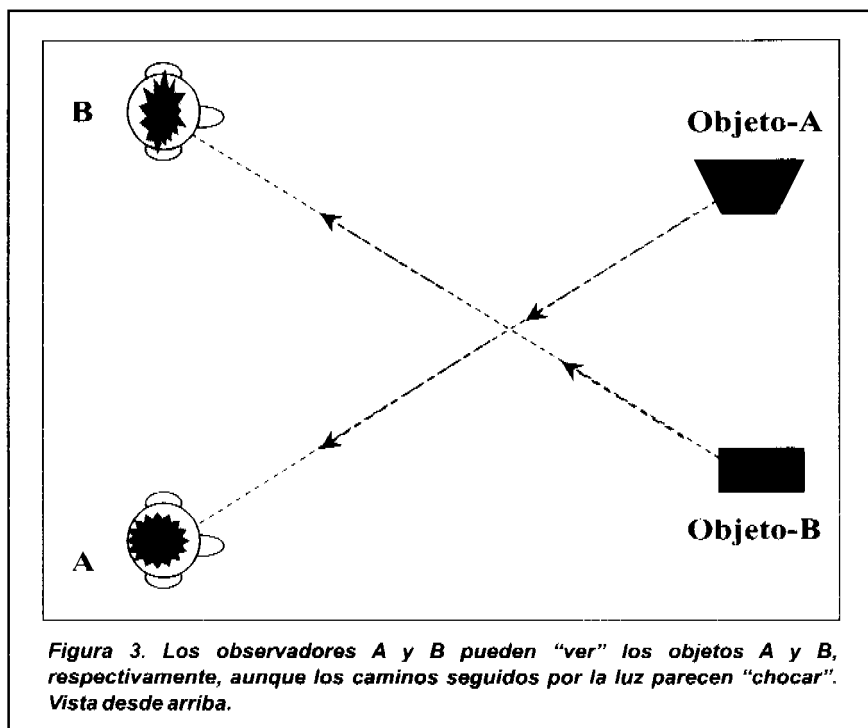 B
Objeto-A
A
Objeto-B
Figura 3. Los observadores A y B pueden “ver” los objetos A y B,
respectivamente, aunque los caminos seguidos por la luz parecen “chocar”.
Vista desde arriba.